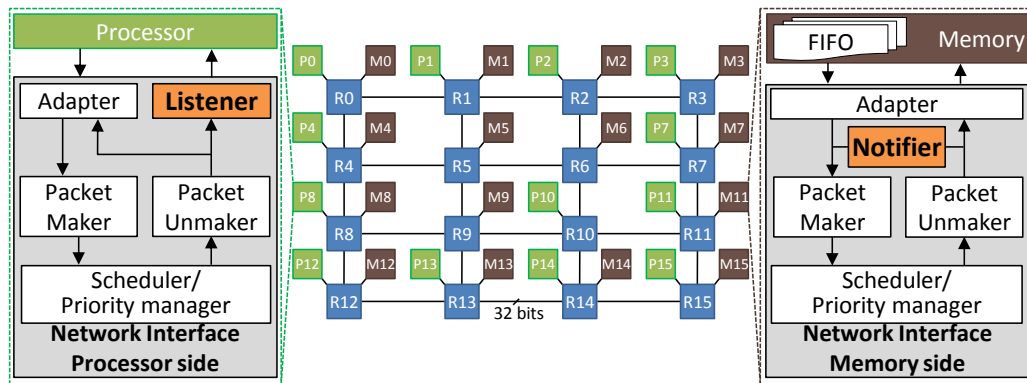 Processor
Adapter
Listener
Packet
Maker
Packet
Unmaker
Scheduler/
Priority manager
Network Interface
Processor side
P0 M0 P1 M1 P2 M2 P3 M3
R0 R1 R2 R3
P4 M4 M5 M6 P7 M7
R4 R5 R6 R7
P8 M8 M9 P10 P11 M11
R8 R9 R10 R11
P12 M12 P13 M13 P14 M14 P15 M15
R12 R13 R14 R15
32 bits
FIFO
Memory
Adapter
Notifier
Packet
Maker
Packet
Unmaker
Scheduler/
Priority manager
Network Interface
Memory side